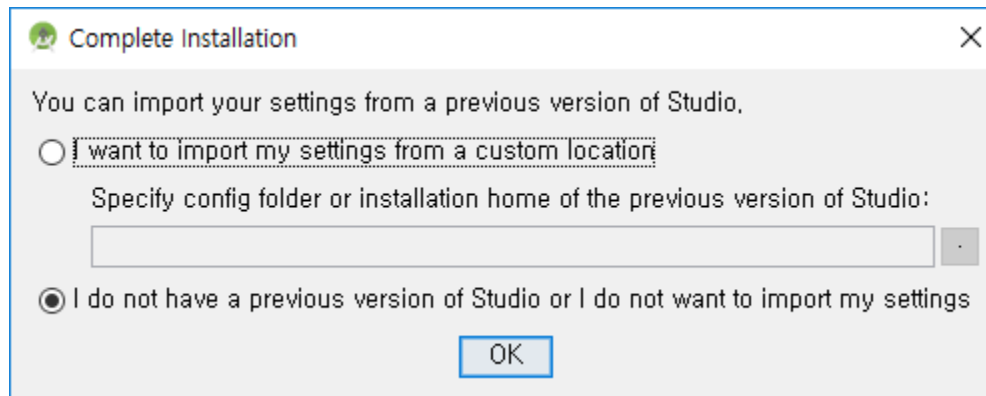 Complete Installation
You can import your settings from a previous version of Studio.
I want to import my settings from a custom location
Specify config folder or installation home of the previous version of Studio:
I do not have a previous version of Studio or I do not want to import my settings
OK